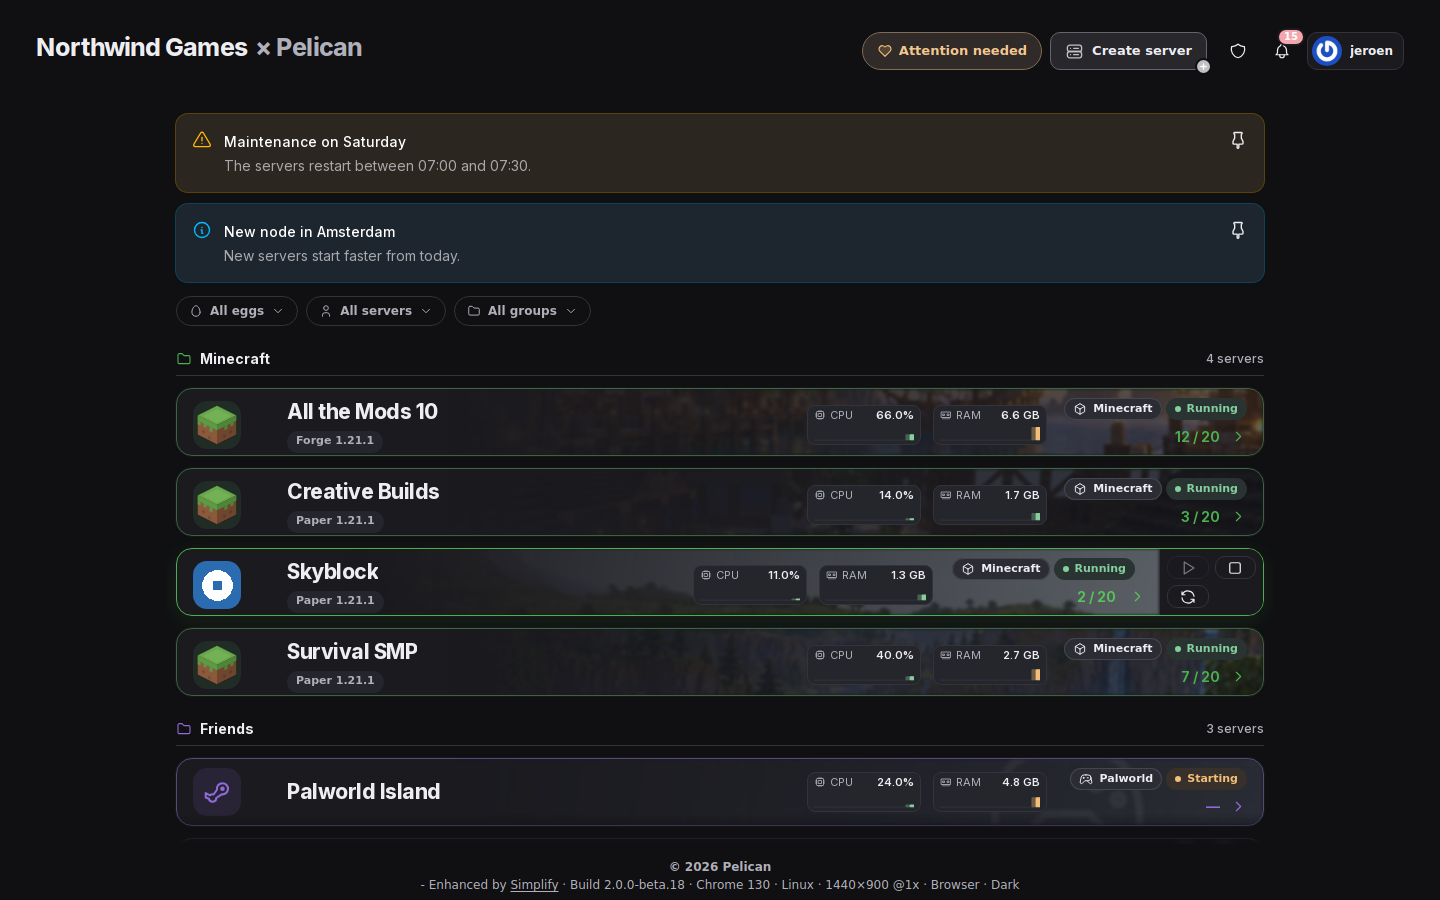 Northwind Games × Pelican
Attention needed
Create server
15
jeroen
Maintenance on Saturday
The servers restart between 07:00 and 07:30.
New node in Amsterdam
New servers start faster from today.
All eggs
All servers
All groups
Minecraft
4 servers
All the Mods 10
Forge 1.21.1
CPU 66.0%
RAM 6.6 GB
Minecraft
Running
12 / 20
Creative Builds
Paper 1.21.1
CPU 14.0%
RAM 1.7 GB
Minecraft
Running
3 / 20
Skyblock
Paper 1.21.1
CPU 11.0%
RAM 1.3 GB
Minecraft
Running
2 / 20
Survival SMP
Paper 1.21.1
CPU 40.0%
RAM 2.7 GB
Minecraft
Running
7 / 20
Friends
3 servers
Palworld Island
CPU 24.0%
RAM 4.8 GB
Palworld
Starting
—
© 2026 Pelican
- Enhanced by Simplify · Build 2.0.0-beta.18 · Chrome 130 · Linux · 1440×900 @1x · Browser · Dark